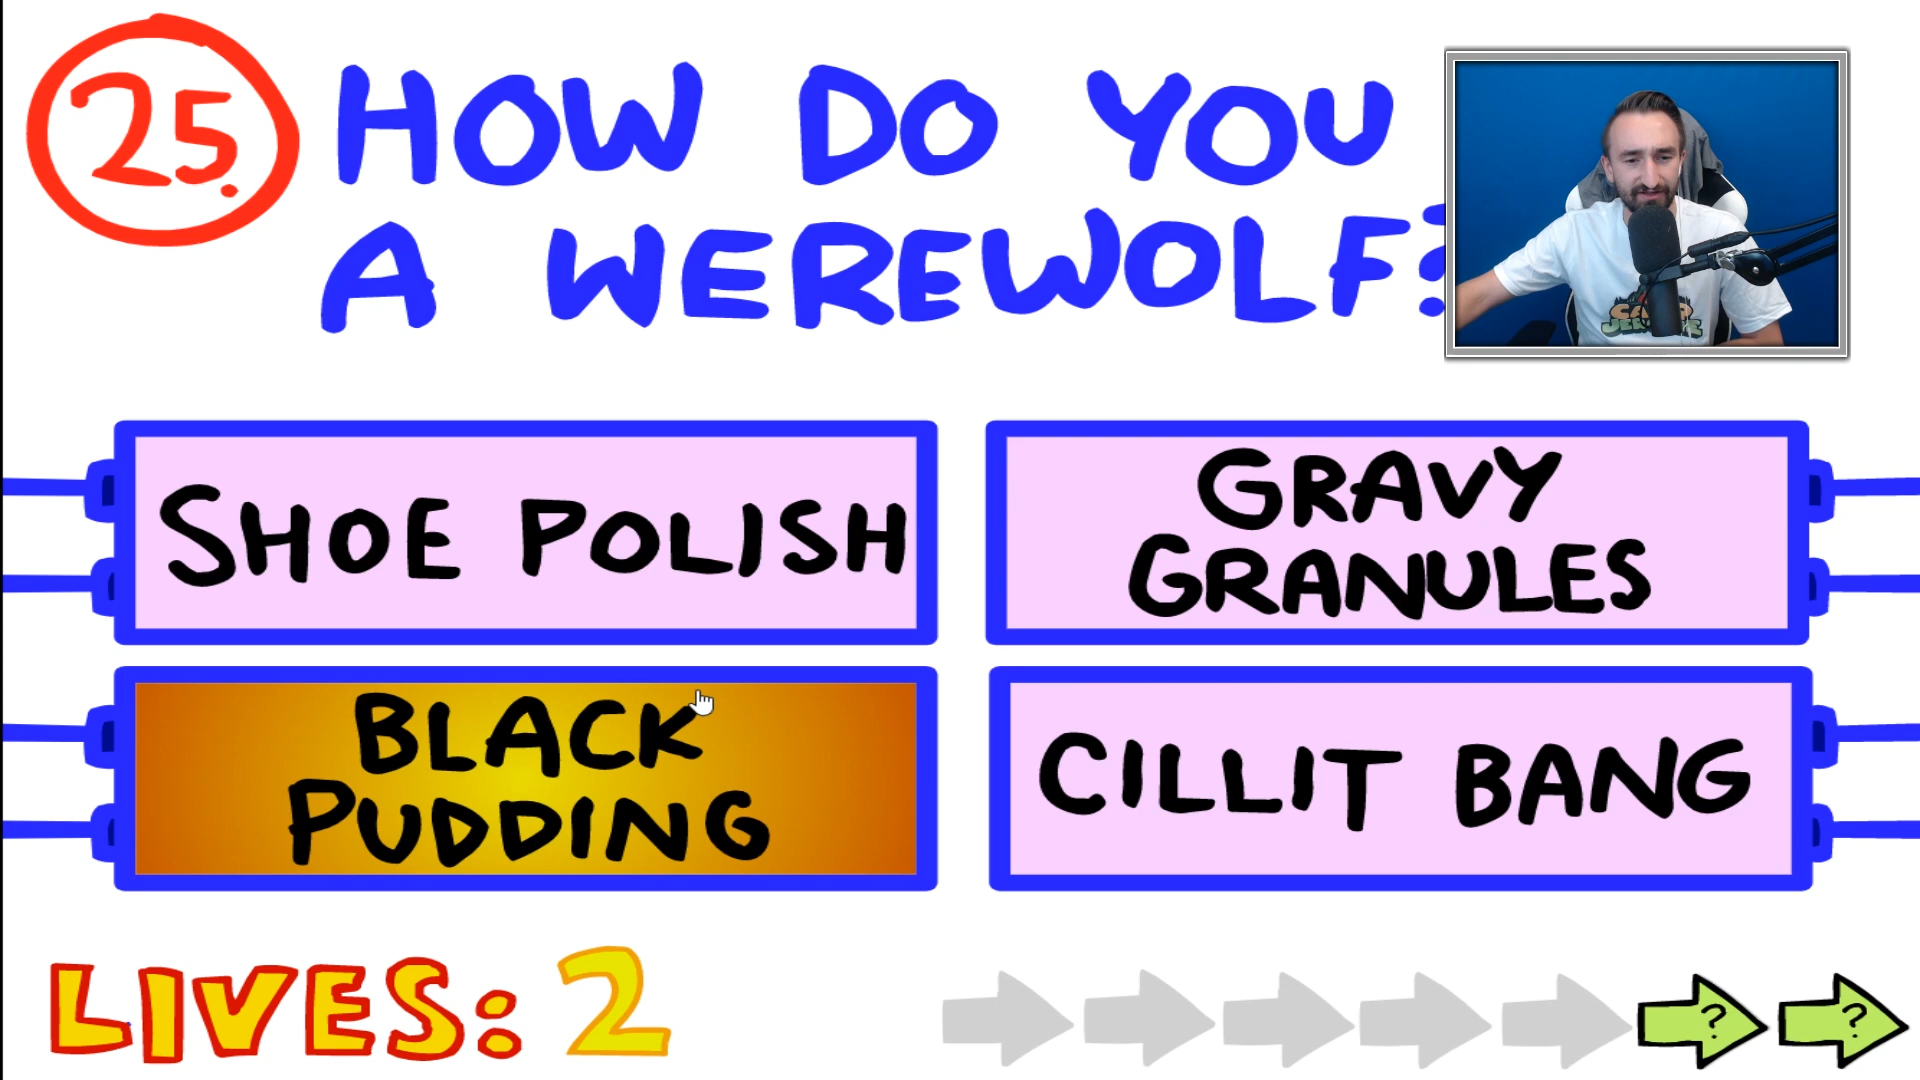 25. HOW DO YOU
A WEREWOLF?
SHOE POLISH
GRAVY
GRANULES
BLACK
PUDDING
CILLIT BANG
LIVES: 2
? ?